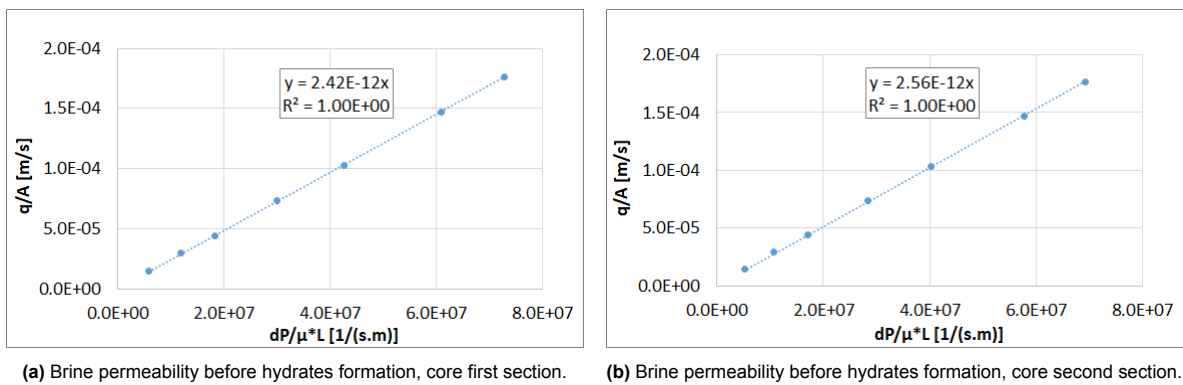 2.0E-04
1.5E-04
1.0E-04
5.0E-05
0.0E+00
q/A [m/s]
y = 2.42E-12x
R² = 1.00E+00
0.0E+00 2.0E+07 4.0E+07 6.0E+07 8.0E+07
dP/μ*L [1/(s.m)]
(a) Brine permeability before hydrates formation, core first section.
2.0E-04
1.5E-04
1.0E-04
5.0E-05
0.0E+00
q/A [m/s]
y = 2.56E-12x
R² = 1.00E+00
0.0E+00 2.0E+07 4.0E+07 6.0E+07 8.0E+07
dP/μ*L [1/(s.m)]
(b) Brine permeability before hydrates formation, core second section.